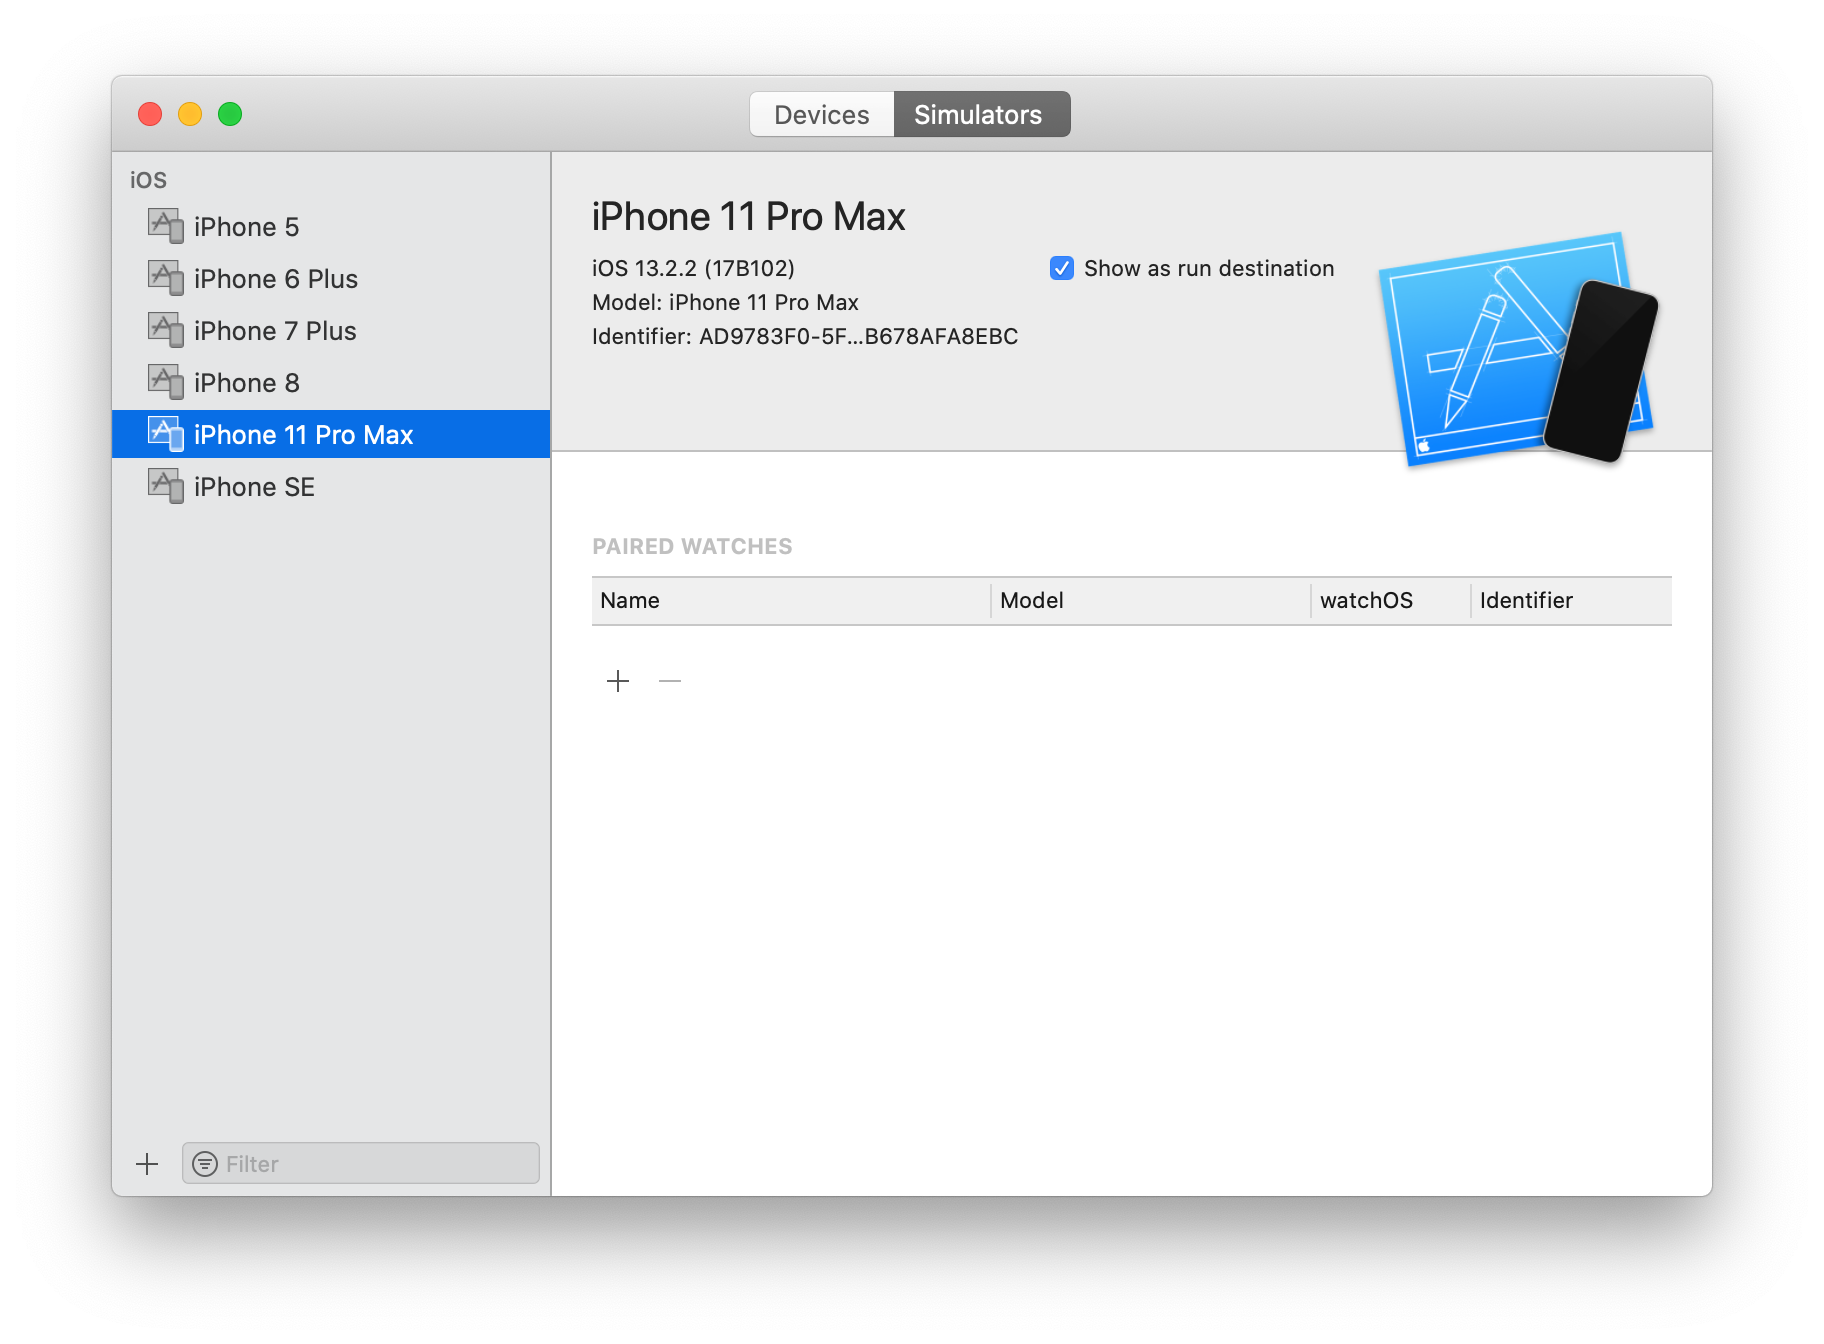 Devices Simulators
iOS
iPhone 5
iPhone 6 Plus
iPhone 7 Plus
iPhone 8
iPhone 11 Pro Max
iPhone SE
Filter
iPhone 11 Pro Max
iOS 13.2.2 (17B102)
Show as run destination
Model: iPhone 11 Pro Max
Identifier: AD9783F0-5F...B678AFA8EBC
PAIRED WATCHES
Name Model watchOS Identifier